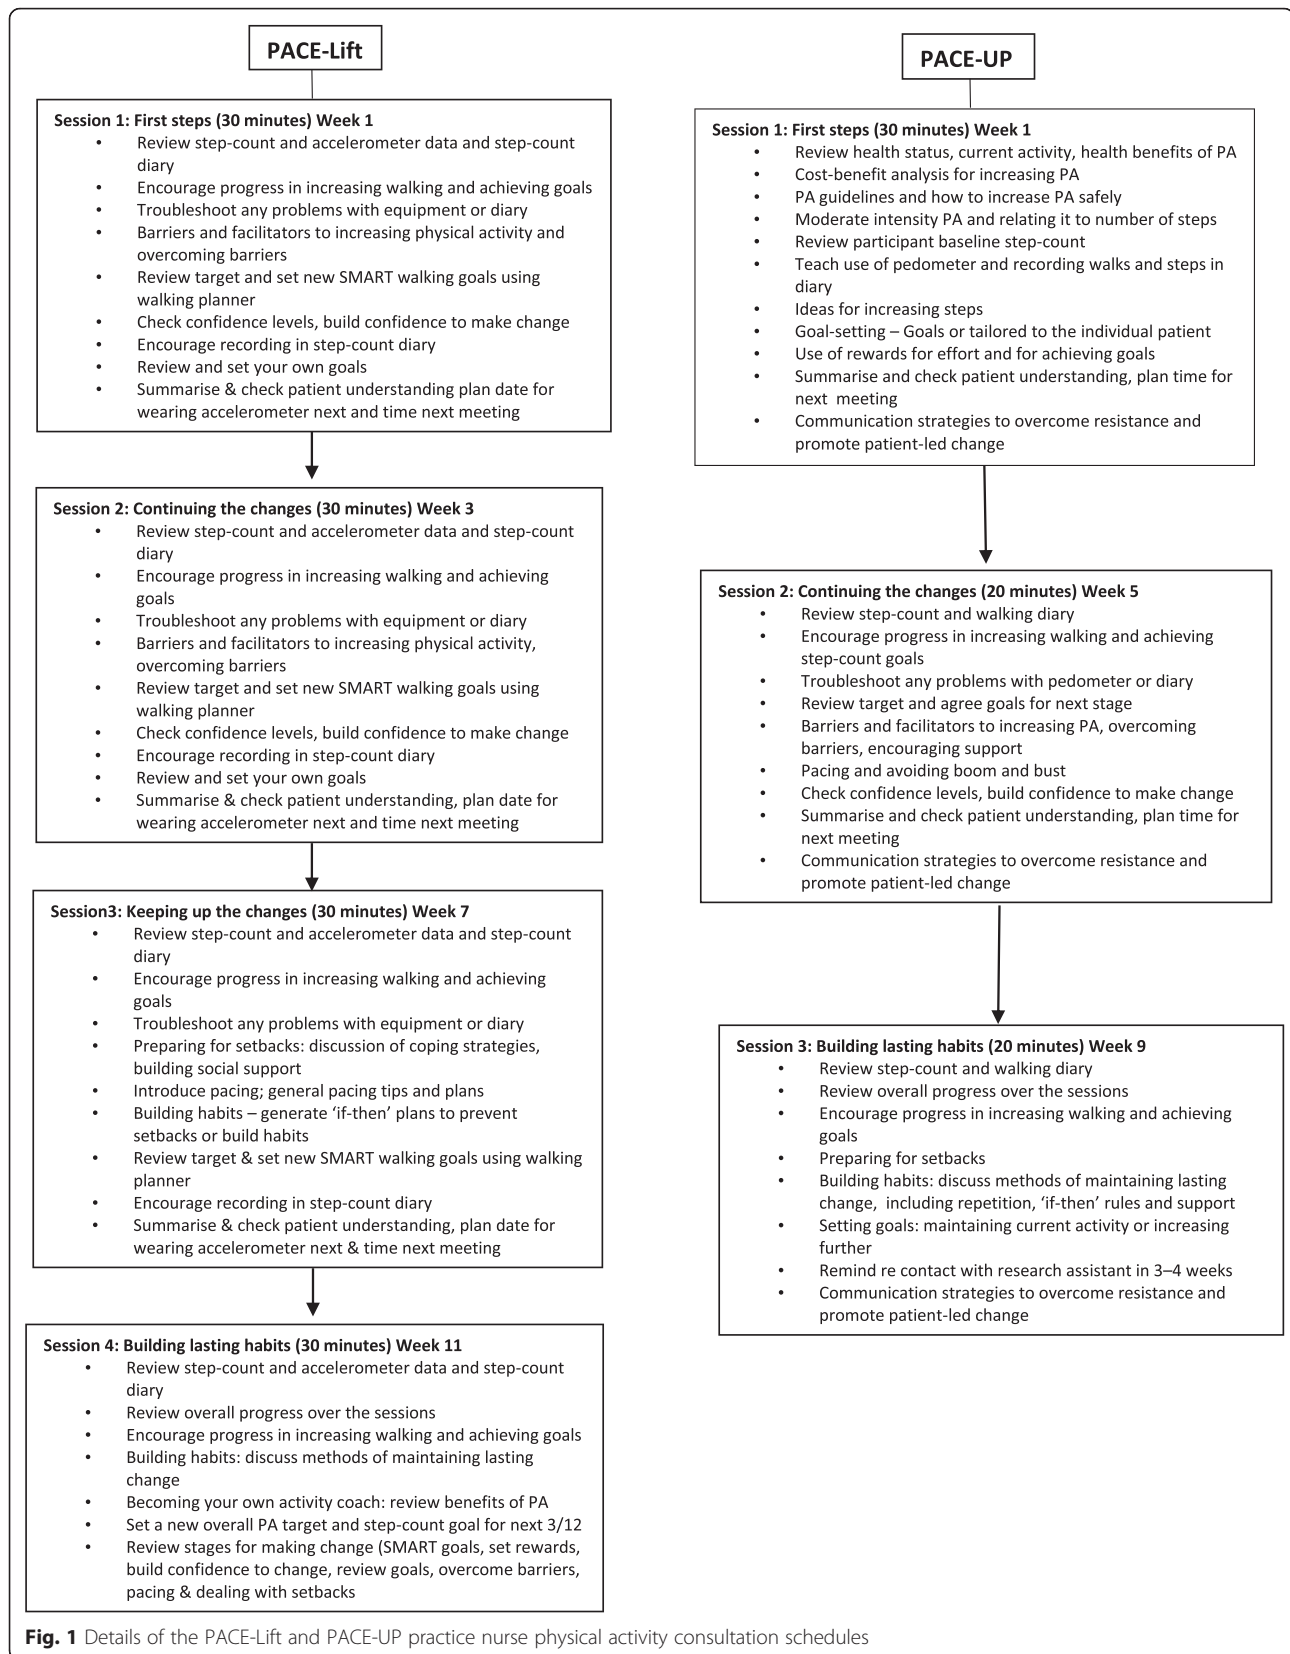 PACE-Lift
Session 1: First steps (30 minutes) Week 1
• Review step-count and accelerometer data and step-count
diary
• Encourage progress in increasing walking and achieving goals
• Troubleshoot any problems with equipment or diary
• Barriers and facilitators to increasing physical activity and
overcoming barriers
• Review target and set new SMART walking goals using
walking planner
• Check confidence levels, build confidence to make change
• Encourage recording in step-count diary
• Review and set your own goals
• Summarise & check patient understanding plan date for
wearing accelerometer next and time next meeting
Session 2: Continuing the changes (30 minutes) Week 3
• Review step-count and accelerometer data and step-count
diary
• Encourage progress in increasing walking and achieving
goals
• Troubleshoot any problems with equipment or diary
• Barriers and facilitators to increasing physical activity,
overcoming barriers
• Review target and set new SMART walking goals using
walking planner
• Check confidence levels, build confidence to make change
• Encourage recording in step-count diary
• Review and set your own goals
• Summarise & check patient understanding, plan date for
wearing accelerometer next and time next meeting
Session3: Keeping up the changes (30 minutes) Week 7
• Review step-count and accelerometer data and step-count
diary
• Encourage progress in increasing walking and achieving
goals
• Troubleshoot any problems with equipment or diary
• Preparing for setbacks: discussion of coping strategies,
building social support
• Introduce pacing; general pacing tips and plans
• Building habits – generate ‘if-then’ plans to prevent
setbacks or build habits
• Review target & set new SMART walking goals using walking
planner
• Encourage recording in step-count diary
• Summarise & check patient understanding, plan date for
wearing accelerometer next & time next meeting
Session 4: Building lasting habits (30 minutes) Week 11
• Review step-count and accelerometer data and step-count
diary
• Review overall progress over the sessions
• Encourage progress in increasing walking and achieving goals
• Building habits: discuss methods of maintaining lasting
change
• Becoming your own activity coach: review benefits of PA
• Set a new overall PA target and step-count goal for next 3/12
• Review stages for making change (SMART goals, set rewards,
build confidence to change, review goals, overcome barriers,
pacing & dealing with setbacks
PACE-UP
Session 1: First steps (30 minutes) Week 1
• Review health status, current activity, health benefits of PA
• Cost-benefit analysis for increasing PA
• PA guidelines and how to increase PA safely
• Moderate intensity PA and relating it to number of steps
• Review participant baseline step-count
• Teach use of pedometer and recording walks and steps in
diary
• Ideas for increasing steps
• Goal-setting – Goals or tailored to the individual patient
• Use of rewards for effort and for achieving goals
• Summarise and check patient understanding, plan time for
next meeting
• Communication strategies to overcome resistance and
promote patient-led change
Session 2: Continuing the changes (20 minutes) Week 5
• Review step-count and walking diary
• Encourage progress in increasing walking and achieving
step-count goals
• Troubleshoot any problems with pedometer or diary
• Review target and agree goals for next stage
• Barriers and facilitators to increasing PA, overcoming
barriers, encouraging support
• Pacing and avoiding boom and bust
• Check confidence levels, build confidence to make change
• Summarise and check patient understanding, plan time for
next meeting
• Communication strategies to overcome resistance and
promote patient-led change
Session 3: Building lasting habits (20 minutes) Week 9
• Review step-count and walking diary
• Review overall progress over the sessions
• Encourage progress in increasing walking and achieving
goals
• Preparing for setbacks
• Building habits: discuss methods of maintaining lasting
change, including repetition, ‘if-then’ rules and support
• Setting goals: maintaining current activity or increasing
further
• Remind re contact with research assistant in 3–4 weeks
• Communication strategies to overcome resistance and
promote patient-led change
Fig. 1 Details of the PACE-Lift and PACE-UP practice nurse physical activity consultation schedules